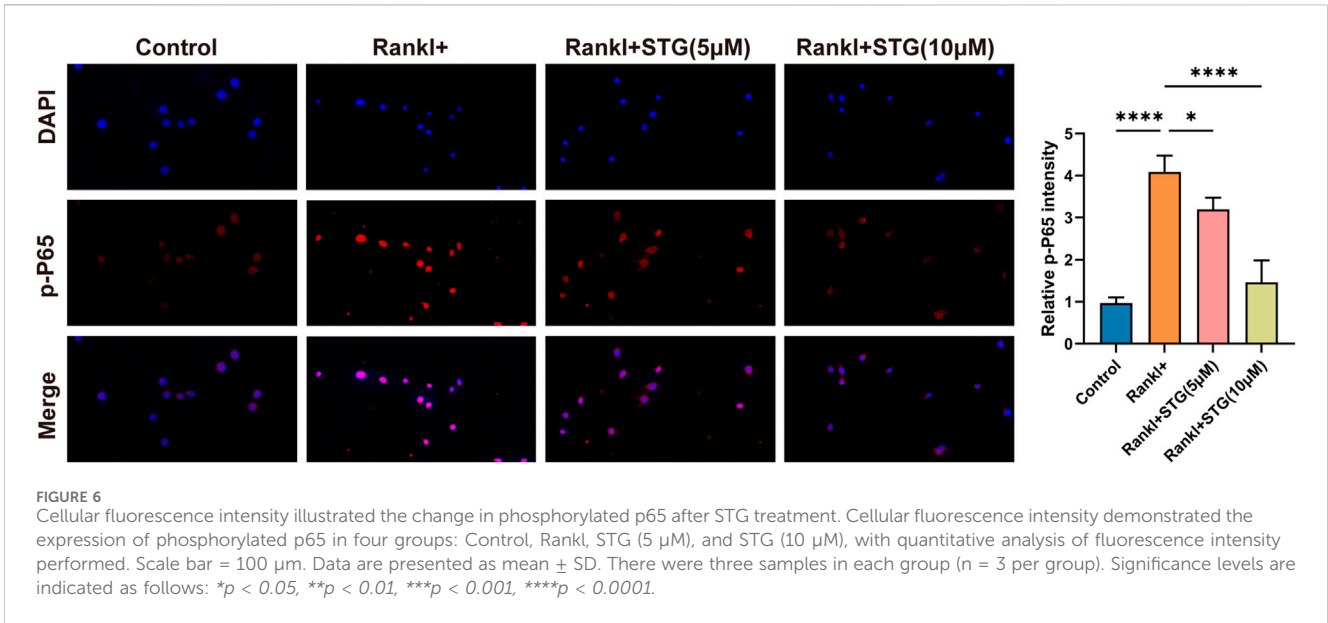 Control
Rankl+
Rankl+STG(5μM)
Rankl+STG(10μM)
DAPI
p-P65
Merge
****
**** *
Relative p-P65 intensity
5
4
3
2
1
0
Control
Rankl+
Rankl+STG(5μM)
Rankl+STG(10μM)
FIGURE 6
Cellular fluorescence intensity illustrated the change in phosphorylated p65 after STG treatment. Cellular fluorescence intensity demonstrated the
expression of phosphorylated p65 in four groups: Control, Rankl, STG (5 μM), and STG (10 μM), with quantitative analysis of fluorescence intensity
performed. Scale bar = 100 μm. Data are presented as mean ± SD. There were three samples in each group (n = 3 per group). Significance levels are
indicated as follows: *p < 0.05, **p < 0.01, ***p < 0.001, ****p < 0.0001.